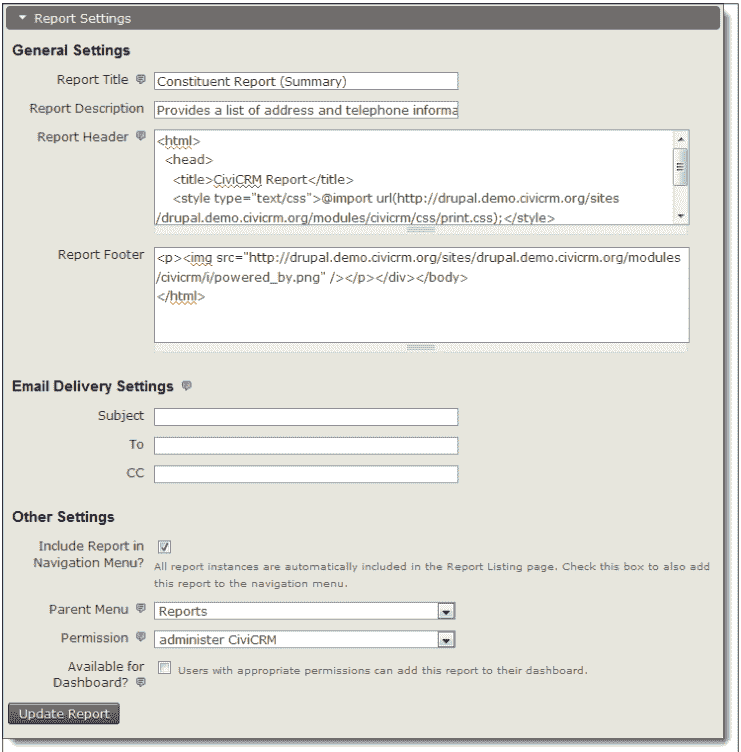 Report Settings
General Settings
Report Title
Constituent Report (Summary)
Report Description
Provides a list of address and telephone informa
Report Header
<html>
<head>
<title>CiviCRM Report</title>
<style type="text/css">@import url(http://drupal.demo.civicrm.org/sites
/drupal.demo.civicrm.org/modules/civicrm/css/print.css);</style>
Report Footer
<p><img src="http://drupal.demo.civicrm.org/sites/drupal.demo.civicrm.org/modules
/civicrm/i/powered_by.png" /></p></div></body>
</html>
Email Delivery Settings
Subject
To
CC
Other Settings
Include Report in
Navigation Menu?
All report instances are automatically included in the Report Listing page. Check this box to also add
this report to the navigation menu.
Parent Menu
Reports
Permission
administer CiviCRM
Available for
Dashboard?
Users with appropriate permissions can add this report to their dashboard.
Update Report